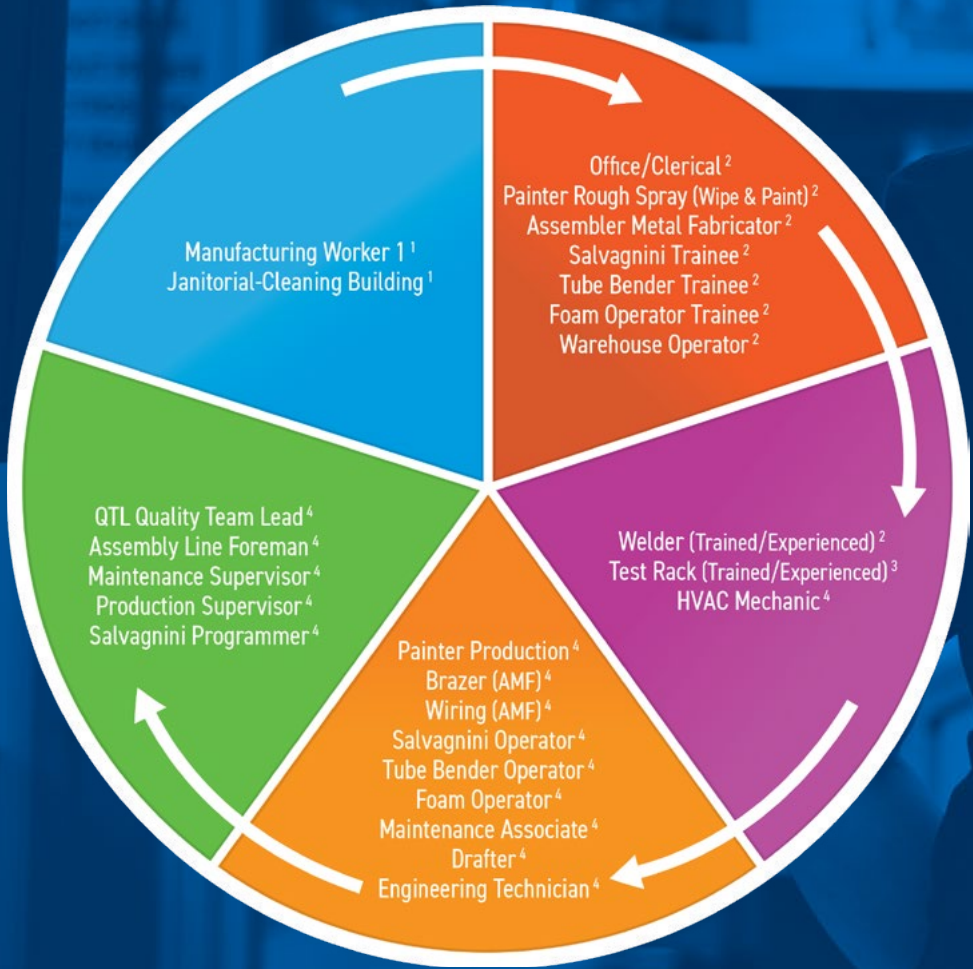 Manufacturing Worker 1 ¹
Janitorial-Cleaning Building ¹
Office/Clerical ²
Painter Rough Spray (Wipe & Paint) ²
Assembler Metal Fabricator ²
Salvagnini Trainee ²
Tube Bender Trainee ²
Foam Operator Trainee ²
Warehouse Operator ²
Welder (Trained/Experienced) ²
Test Rack (Trained/Experienced) ³
HVAC Mechanic ⁴
Painter Production ⁴
Brazer (AMF) ⁴
Wiring (AMF) ⁴
Salvagnini Operator ⁴
Tube Bender Operator ⁴
Foam Operator ⁴
Maintenance Associate ⁴
Drafter ⁴
Engineering Technician ⁴
QTL Quality Team Lead ⁴
Assembly Line Foreman ⁴
Maintenance Supervisor ⁴
Production Supervisor ⁴
Salvagnini Programmer ⁴